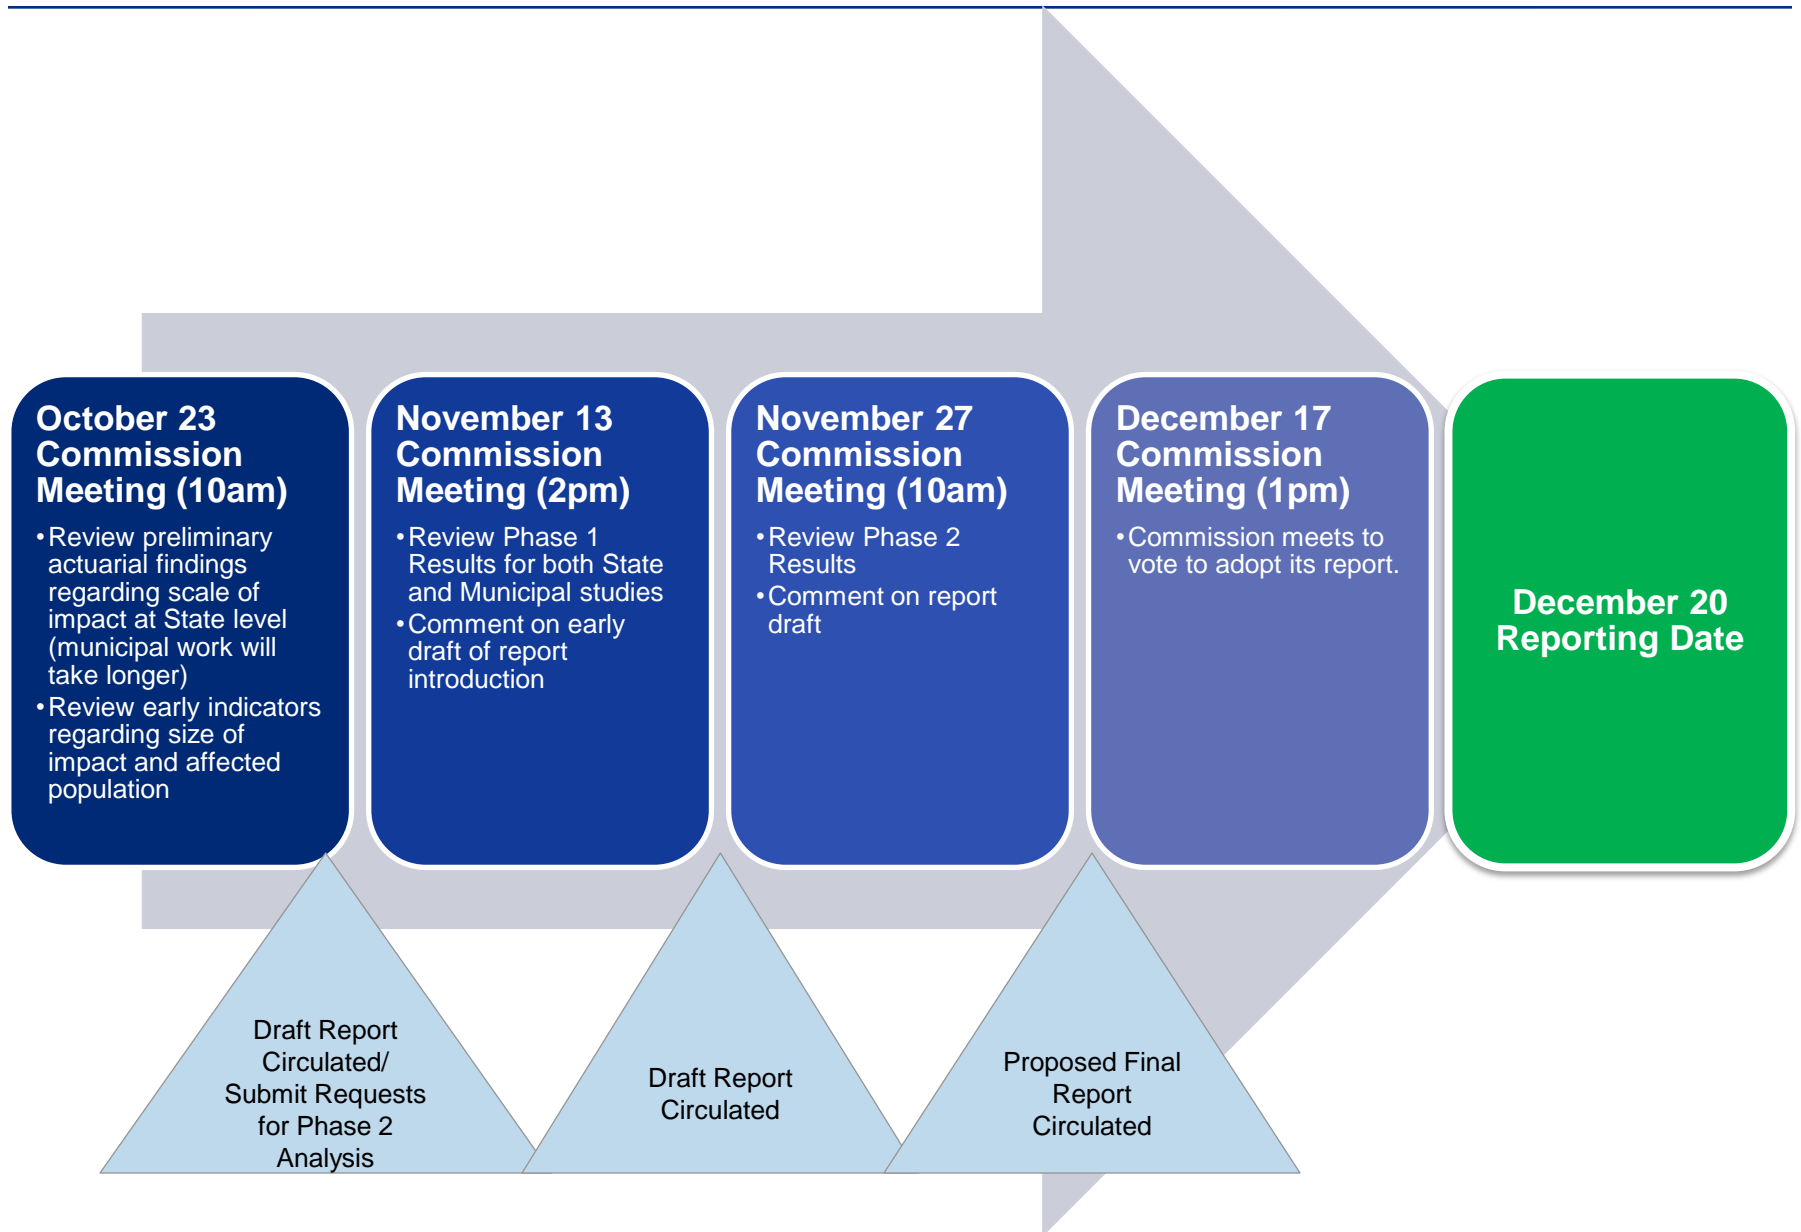 October 23
Commission
Meeting (10am)
•Review preliminary
actuarial findings
regarding scale of
impact at State level
(municipal work will
take longer)
•Review early indicators
regarding size of
impact and affected
population
November 13
Commission
Meeting (2pm)
•Review Phase 1
Results for both State
and Municipal studies
•Comment on early
draft of report
introduction
November 27
Commission
Meeting (10am)
•Review Phase 2
Results
•Comment on report
draft
December 17
Commission
Meeting (1pm)
•Commission meets to
vote to adopt its report.
December 20
Reporting Date
Draft Report
Circulated/
Submit Requests
for Phase 2
Analysis
Draft Report
Circulated
Proposed Final
Report
Circulated